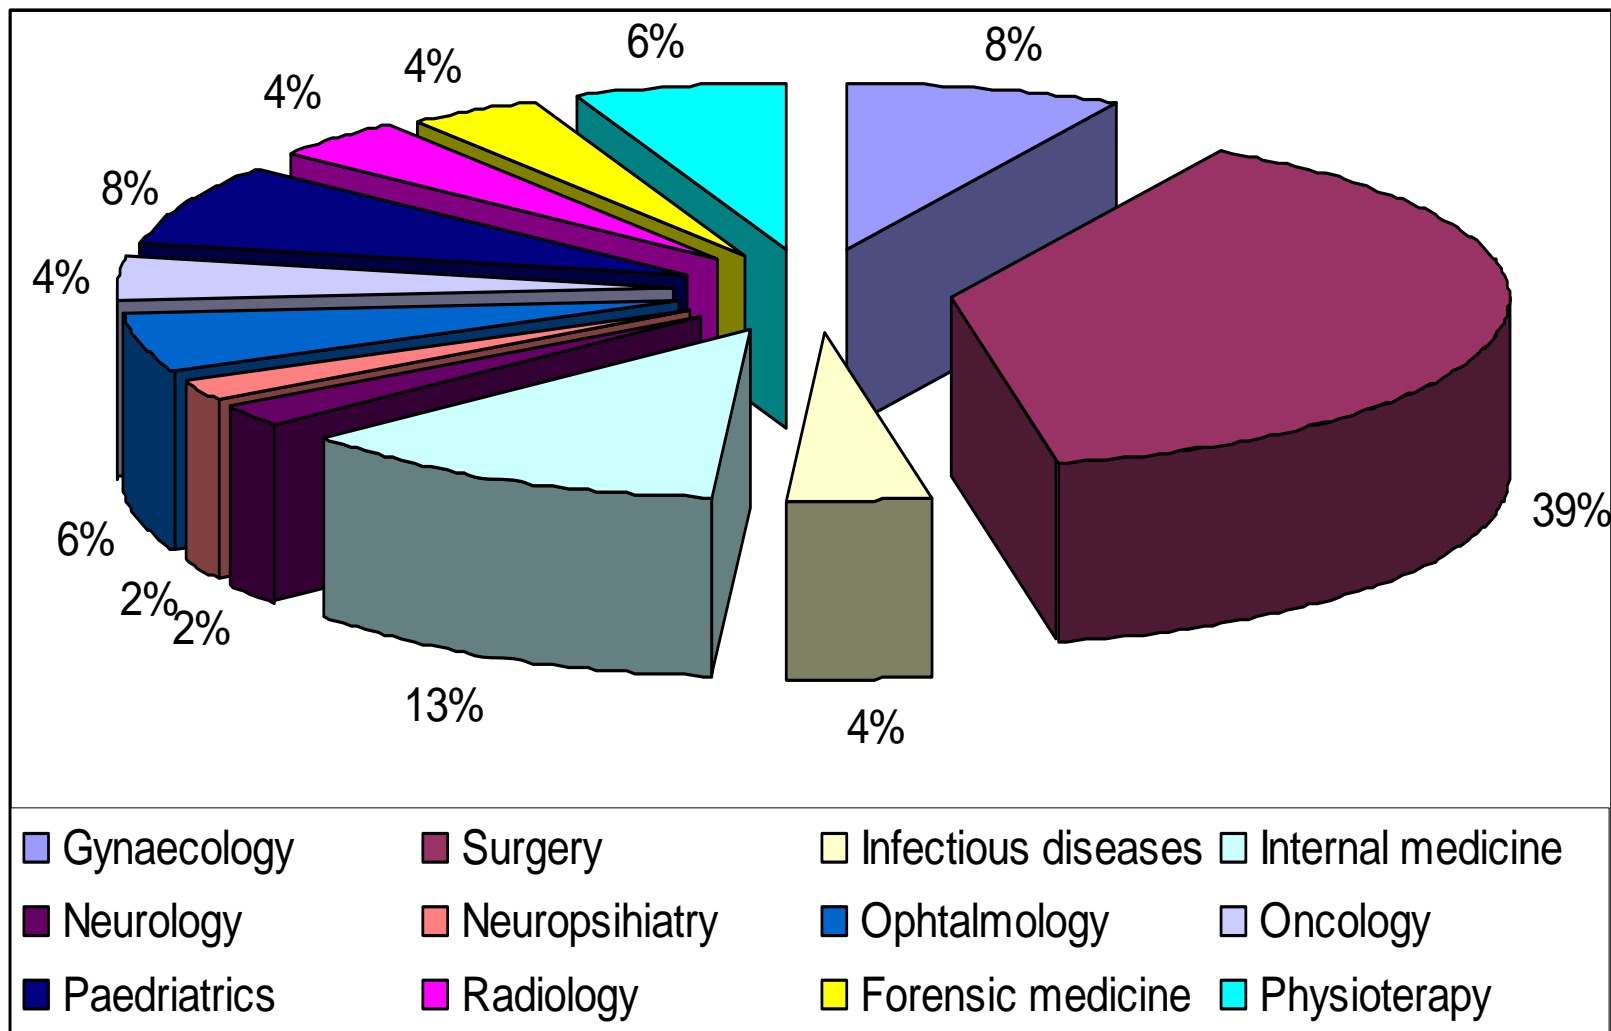 6%
8%
4%
4%
8%
4%
39%
6%
2%
2%
13%
4%
Gynaecology
Surgery
Infectious diseases
Internal medicine
Neurology
Neuropsihiatry
Ophtalmology
Oncology
Paedriatrics
Radiology
Forensic medicine
Physioterapy